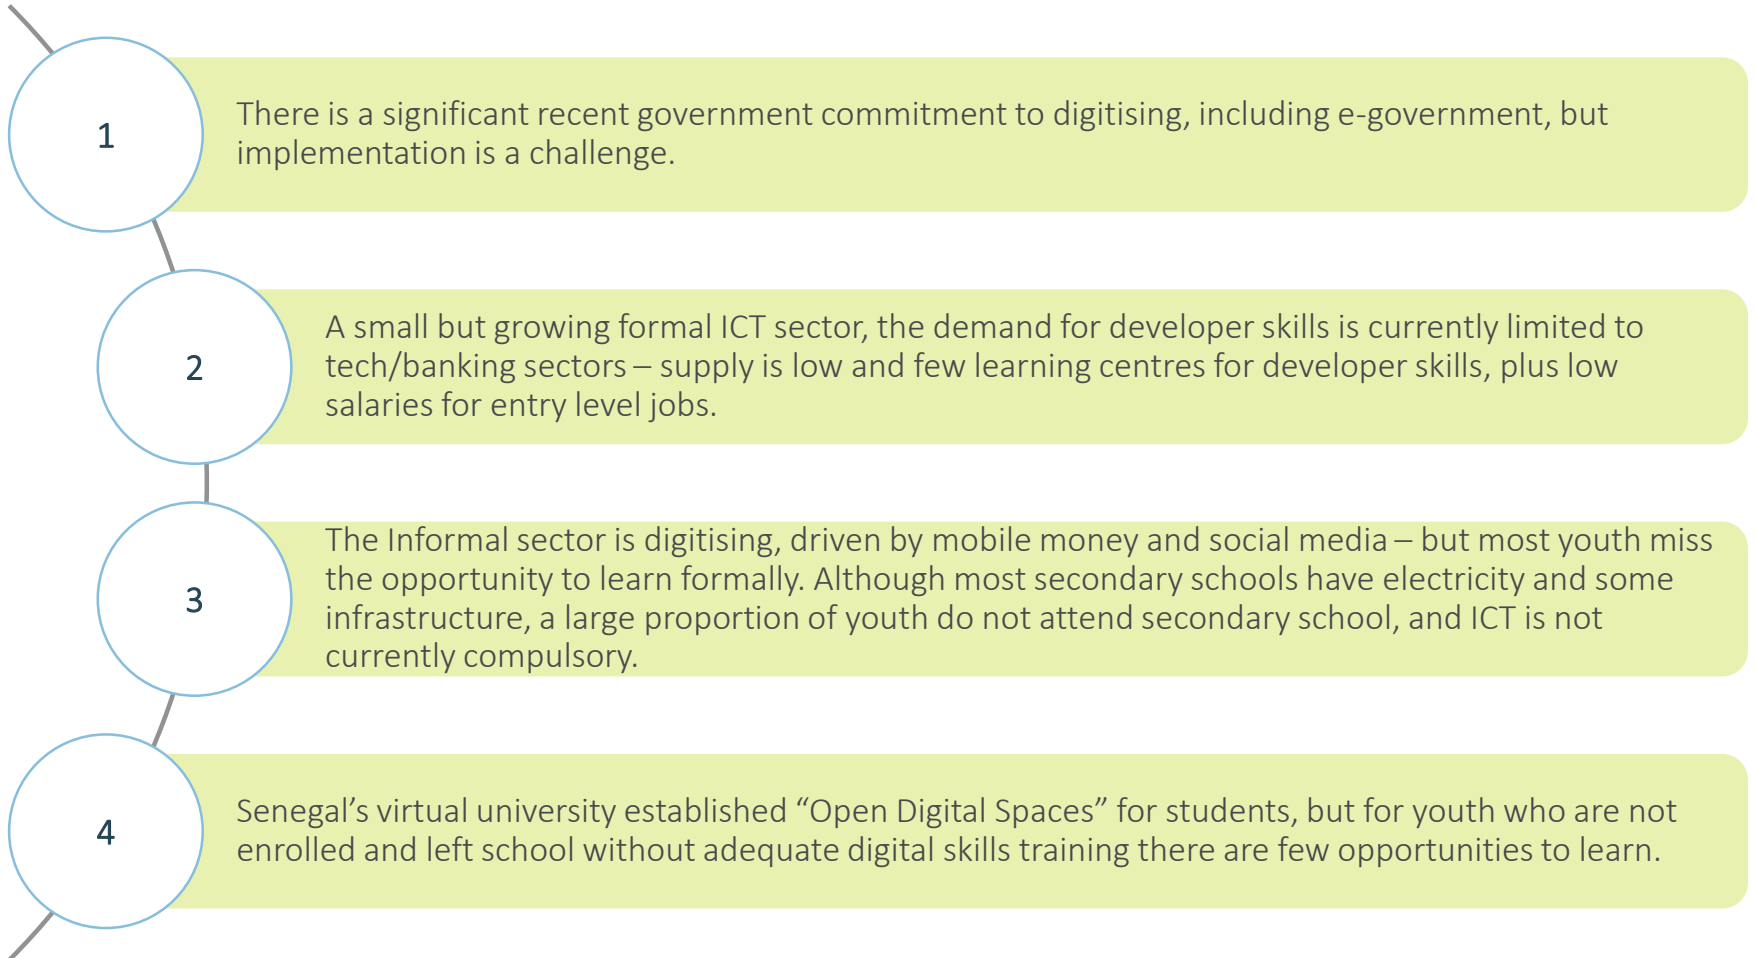 1
There is a significant recent government commitment to digitising, including e-government, but
implementation is a challenge.
2
A small but growing formal ICT sector, the demand for developer skills is currently limited to
tech/banking sectors – supply is low and few learning centres for developer skills, plus low
salaries for entry level jobs.
3
The Informal sector is digitising, driven by mobile money and social media – but most youth miss
the opportunity to learn formally. Although most secondary schools have electricity and some
infrastructure, a large proportion of youth do not attend secondary school, and ICT is not
currently compulsory.
4
Senegal’s virtual university established “Open Digital Spaces” for students, but for youth who are not
enrolled and left school without adequate digital skills training there are few opportunities to learn.